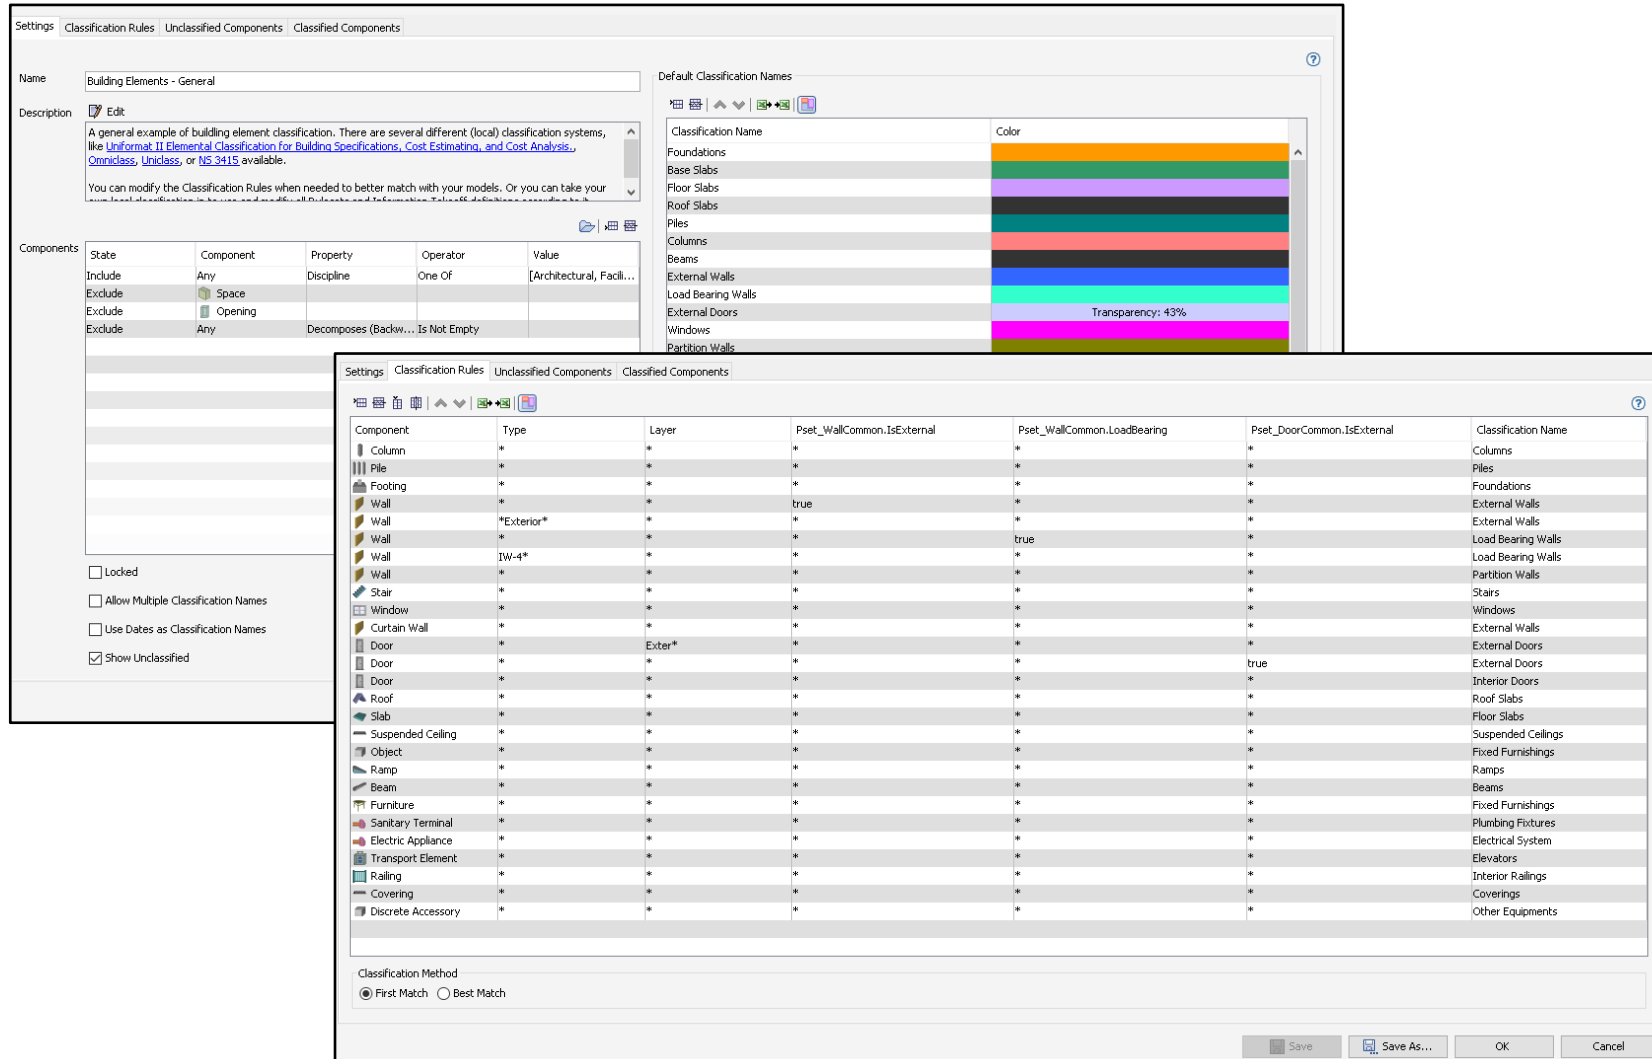 Settings Classification Rules Unclassified Components Classified Components
Name Building Elements - General
Description Edit
A general example of buildling element classification. There are several different (local) classification systems,
like Uniformat II Elemental Classification for Building Specifications, Cost Estimating, and Cost Analysis.,
Omniclass, Uniclass, or NS 3415 available.
You can modify the Classification Rules when needed to better match with your models. Or you can take your
Components
State Component Property Operator Value
Include Any Discipline One Of [Architectural, Facili...
Exclude Space
Exclude Opening
Exclude Any Decomposes (Backw... Is Not Empty
Locked
Allow Multiple Classification Names
Use Dates as Classification Names
Show Unclassified
Default Classification Names
Classification Name Color
Foundations
Base Slabs
Floor Slabs
Roof Slabs
Piles
Columns
Beams
External Walls
Load Bearing Walls
External Doors Transparency: 43%
Windows
Partition Walls
Settings Classification Rules Unclassified Components Classified Components
Component Type Layer Pset_WallCommon.IsExternal Pset_WallCommon.LoadBearing Pset_DoorCommon.IsExternal Classification Name
Column * * * * * Columns
Pile * * * * * Piles
Footing * * * * * Foundations
Wall * * true * * External Walls
Wall *Exterior* * * * * External Walls
Wall * * * true * Load Bearing Walls
Wall IW-4* * * * * Load Bearing Walls
Wall * * * * * Partition Walls
Stair * * * * * Stairs
Window * * * * * Windows
Curtain Wall * * * * * External Walls
Door * Exter* * * * External Doors
Door * * * * true External Doors
Door * * * * * Interior Doors
Roof * * * * * Roof Slabs
Slab * * * * * Floor Slabs
Suspended Ceiling * * * * * Suspended Ceilings
Object * * * * * Fixed Furnishings
Ramp * * * * * Ramps
Beam * * * * * Beams
Furniture * * * * * Fixed Furnishings
Sanitary Terminal * * * * * Plumbing Fixtures
Electric Appliance * * * * * Electrical System
Transport Element * * * * * Elevators
Railing * * * * * Interior Railings
Covering * * * * * Coverings
Discrete Accessory * * * * * Other Equipments
Classification Method
First Match Best Match
Save Save As... OK Cancel